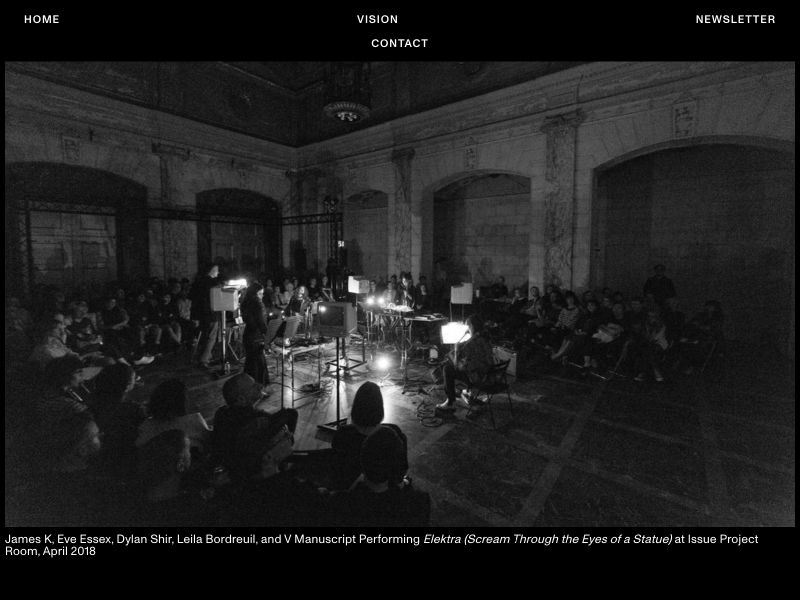 HOME
VISION
NEWSLETTER
CONTACT
James K, Eve Essex, Dylan Shir, Leila Bordreuil, and V Manuscript Performing Elektra (Scream Through the Eyes of a Statue) at Issue Project
Room, April 2018